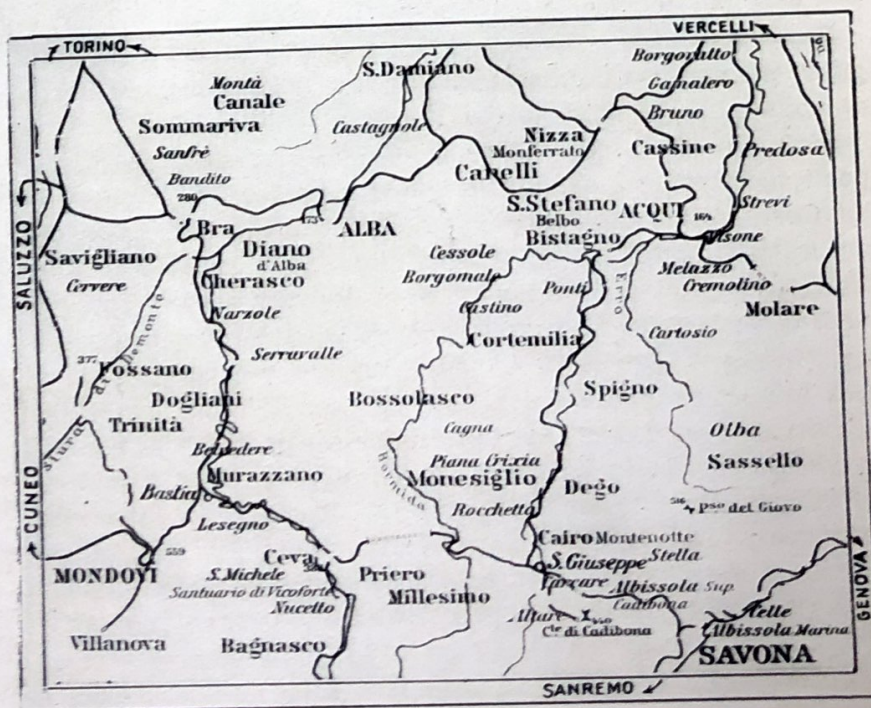 VERCELLI
TORINO
Borgoratto
S.Damiano
Gamalero
Montà
Canale
Bruno
Sommariva
Castagnole
Nizza
Monferrato
Cassine
Predosa
Sanfrè
Canelli
Bandito
280
S.Stefano
Belbo
ACQUI
164
Strevi
173
Bra
ALBA
Bistagno
Visone
SALUZZO
Savigliano
Diano
d'Alba
Cessole
Melazzo
Cervere
Cherasco
Borgomale
Ponti
Erro
Cremolino
Narzole
Castino
Molare
Cortemilia
Cartosio
Serravalle
377
Fossano
Stura di Demonte
Dogliani
Bossolasco
Spigno
Trinità
Cagna
Olba
Belvedere
Piana Crixia
Sassello
Murazzano
Bormida
Monesiglio
Dego
CUNEO
Bastia
Rocchetta
516
Pso del Giovo
Lesegno
Cairo Montenotte
559
Ceva
S.Giuseppe
Stella
MONDOVI
S.Michele
Priero
Carcare
Albissola Sup
Santuario di Vicoforte
Millesimo
Cadibona
GENOVA
Nucetto
Altare
Celle
Cle di Cadibona
Albissola Marina
Villanova
Bagnasco
SAVONA
SANREMO